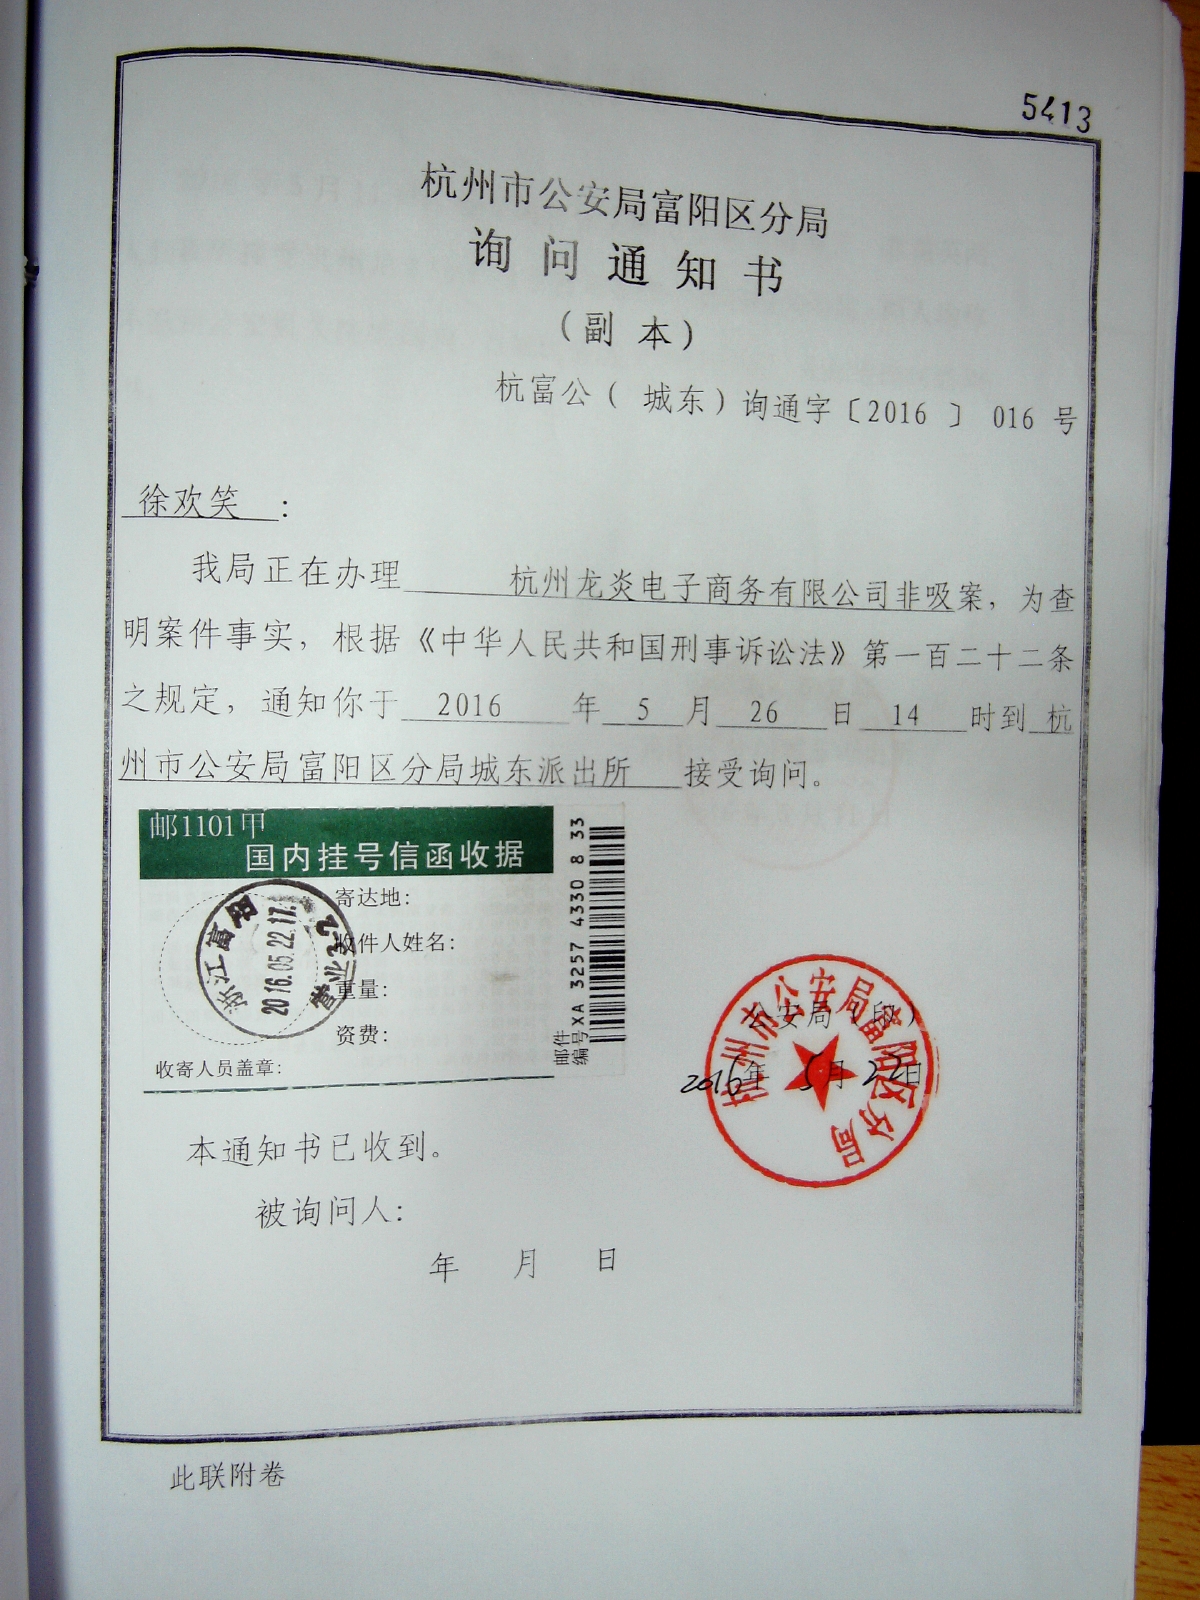 5413
杭州市公安局富阳区分局
询问通知书
（副本）
杭富公（ 城东）询通字〔2016 〕 016 号
徐欢笑 ：
我局正在办理 杭州龙炎电子商务有限公司非吸案，为查
明案件事实，根据《中华人民共和国刑事诉讼法》第一百二十二条
之规定，通知你于 2016 年 5 月 26 日 14 时到 杭
州市公安局富阳区分局城东派出所 接受询问。
邮1101甲
国内挂号信函收据
寄达地：
收件人姓名：
重量：
资费：
收寄人员盖章：
浙江富阳
2016.05.22.17
营业
邮件
编号XA 3257 4330 8 33
公安局（印）
2016年 5月 22日
杭州市公安局富阳区分局
本通知书已收到。
被询问人：
年 月 日
此联附卷